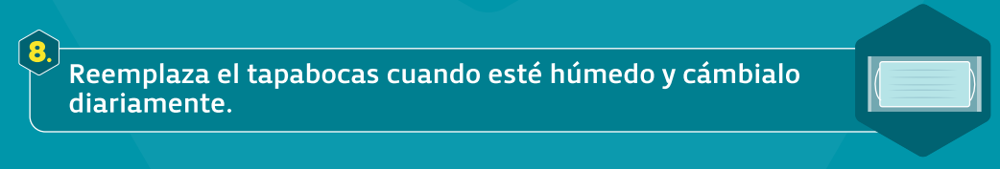 8.
Reemplaza el tapabocas cuando esté húmedo y cámbialo
diariamente.